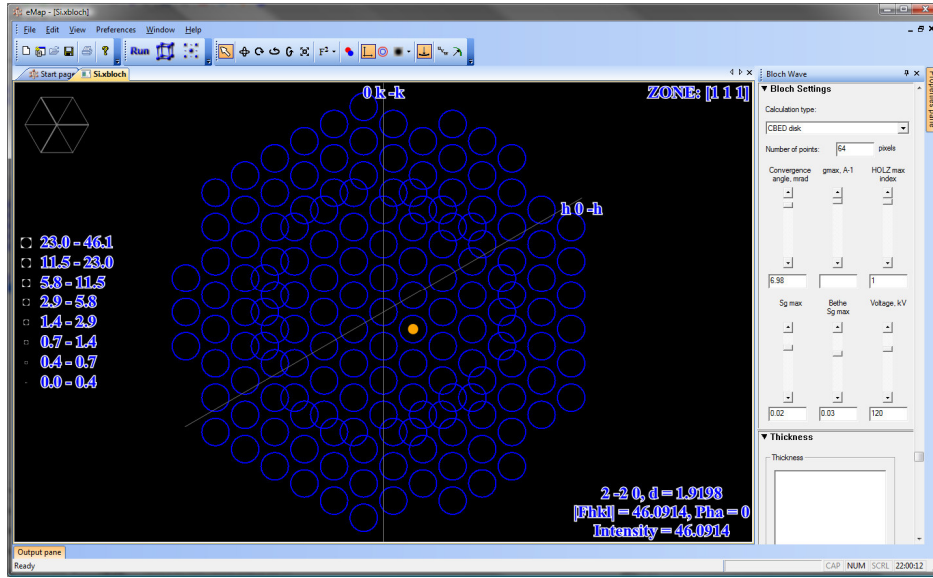 eMap - [Si.xbloch]
File Edit View Preferences Window Help
Run F²
Start page Si.xbloch
Bloch Wave
0 k -k
ZONE: [1 1 1]
h 0 -h
23.0 - 46.1
11.5 - 23.0
5.8 - 11.5
2.9 - 5.8
1.4 - 2.9
0.7 - 1.4
0.4 - 0.7
0.0 - 0.4
2 -2 0, d = 1.9198
|Fhkl| = 46.0914, Pha = 0
Intensity = 46.0914
Bloch Settings
Calculation type:
CBED disk
Number of points: 64 pixels
Convergence angle, mrad
gmax, A-1
HOLZ max index
6.98
1
Sg max
Bethe Sg max
Voltage, kV
0.02
0.03
120
Thickness
Thickness
Output pane
Ready
CAP NUM SCRL 22:00:12